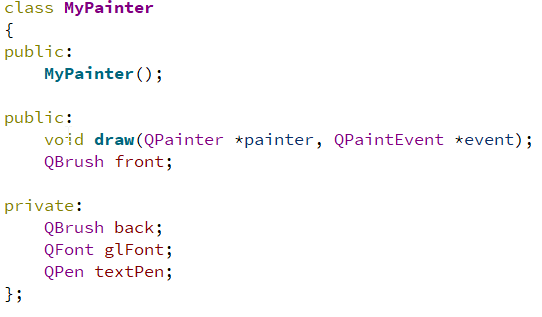 class MyPainter
{
public:
    MyPainter();

public:
    void draw(QPainter *painter, QPaintEvent *event);
    QBrush front;

private:
    QBrush back;
    QFont glFont;
    QPen textPen;
};